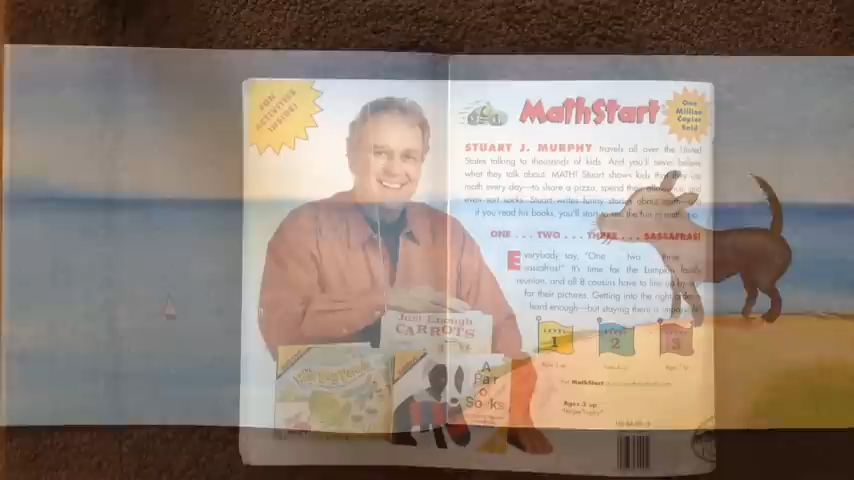 FUN
ACTIVITIES
INSIDE!
MathStart
One
Million
Copies
Sold
STUART J. MURPHY travels all over the United
States talking to thousands of kids. And you'll never believe
what they talk about: MATH! Stuart shows kids that they use
math every day—to share a pizza, spend their allowance, and
even sort socks. Stuart writes funny stories about math—
if you read his books, you'll start to see the fun in math, too.
ONE . . . TWO . . . THREE . . . SASSAFRAS!
Everybody say, "One two three
sassafras!" It's time for the Lumpkin family
reunion, and all 8 cousins have to line up
for their pictures. Getting into the right order
is hard enough—but staying there is impossible
Just Enough
CARROTS
A
Pair
of
Socks
LEVEL
1
LEVEL
2
LEVEL
3
MathStart
Ages 3 up